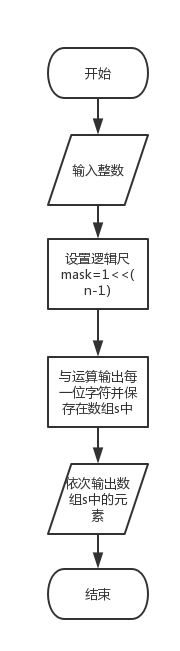 开始
输入整数
设置逻辑尺
mask=1<<(
n-1)
与运算输出每
一位字符并保
存在数组s中
依次输出数
组s中的元
素
结束